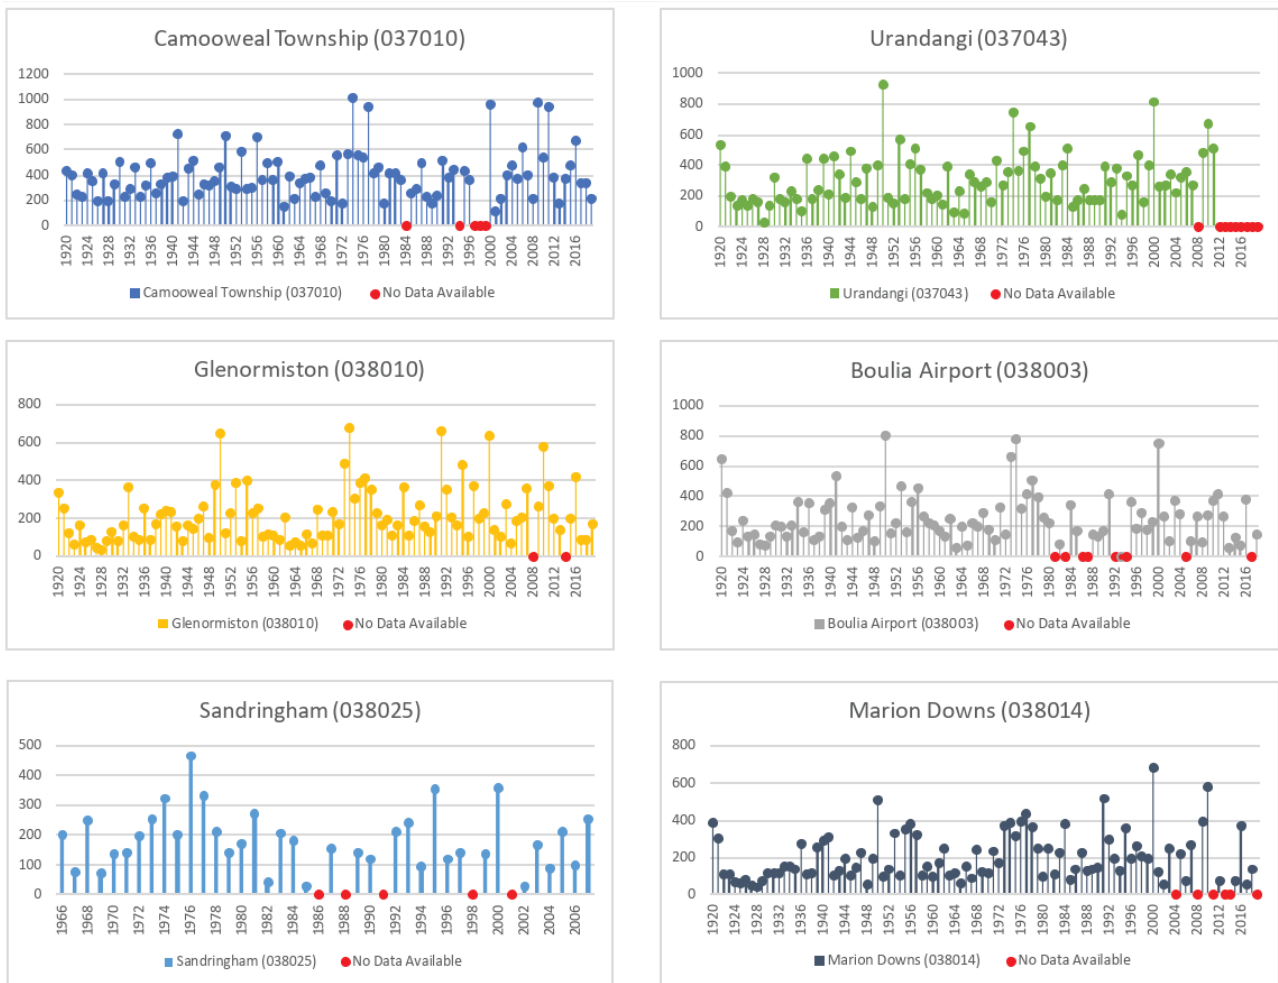 Camooweal Township (037010)
1200
1000
800
600
400
200
0
1920 1924 1928 1932 1936 1940 1944 1948 1952 1956 1960 1964 1968 1972 1976 1980 1984 1988 1992 1996 2000 2004 2008 2012 2016
Camooweal Township (037010) No Data Available
Urandangi (037043)
1000
800
600
400
200
0
1920 1924 1928 1932 1936 1940 1944 1948 1952 1956 1960 1964 1968 1972 1976 1980 1984 1988 1992 1996 2000 2004 2008 2012 2016
Urandangi (037043) No Data Available
Glenormiston (038010)
800
600
400
200
0
1920 1924 1928 1932 1936 1940 1944 1948 1952 1956 1960 1964 1968 1972 1976 1980 1984 1988 1992 1996 2000 2004 2008 2012 2016
Glenormiston (038010) No Data Available
Boulia Airport (038003)
1000
800
600
400
200
0
1920 1924 1928 1932 1936 1940 1944 1948 1952 1956 1960 1964 1968 1972 1976 1980 1984 1988 1992 1996 2000 2004 2008 2012 2016
Boulia Airport (038003) No Data Available
Sandringham (038025)
500
400
300
200
100
0
1966 1968 1970 1972 1974 1976 1978 1980 1982 1984 1986 1988 1990 1992 1994 1996 1998 2000 2002 2004 2006
Sandringham (038025) No Data Available
Marion Downs (038014)
800
600
400
200
0
1920 1924 1928 1932 1936 1940 1944 1948 1952 1956 1960 1964 1968 1972 1976 1980 1984 1988 1992 1996 2000 2004 2008 2012 2016
Marion Downs (038014) No Data Available